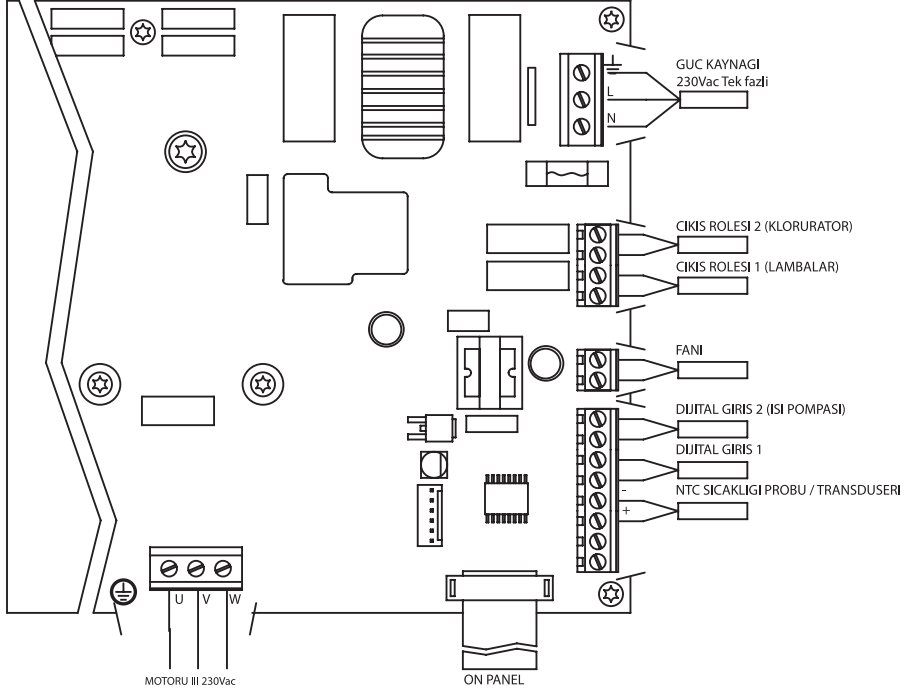 GUC KAYNAGI
230Vac Tek fazli
L
N
CIKIS ROLESI 2 (KLORURATOR)
CIKIS ROLESI 1 (LAMBALAR)
FANI
DIJITAL GIRIS 2 (ISI POMPASI)
DIJITAL GIRIS 1
NTC SICAKLIGI PROBU / TRANSDUSERI
-
+
U V W
MOTORU III 230Vac
ON PANEL